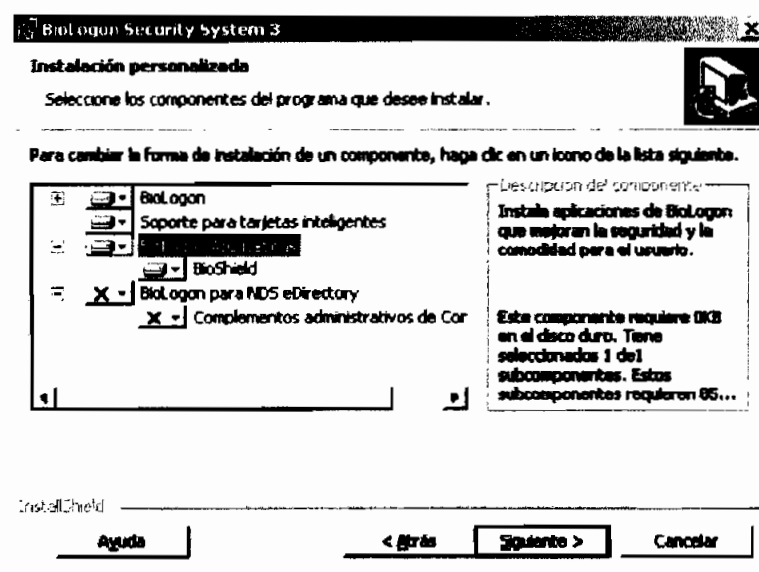 BioLogon Security System 3
Instalación personalizada
Seleccione los componentes del programa que desee instalar.
Para cambiar la forma de instalación de un componente, haga clic en un icono de la lista siguiente.
BioLogon
Soporte para tarjetas inteligentes
BioShield
BioLogon para NDS eDirectory
Complementos administrativos de Con
Descripción del componente
Instala aplicaciones de BioLogon
que mejoran la seguridad y la
comodidad para el usuario.
Este componente requiere 0KB
en el disco duro. Tiene
seleccionados 1 de1
subcomponentes. Estos
subcomponentes requieren 85...
InstallShield
Ayuda
< Atrás
Siguiente >
Cancelar